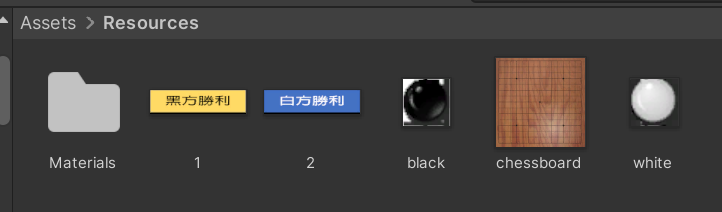 Assets > Resources
黑方勝利
白方勝利
Materials
1
2
black
chessboard
white